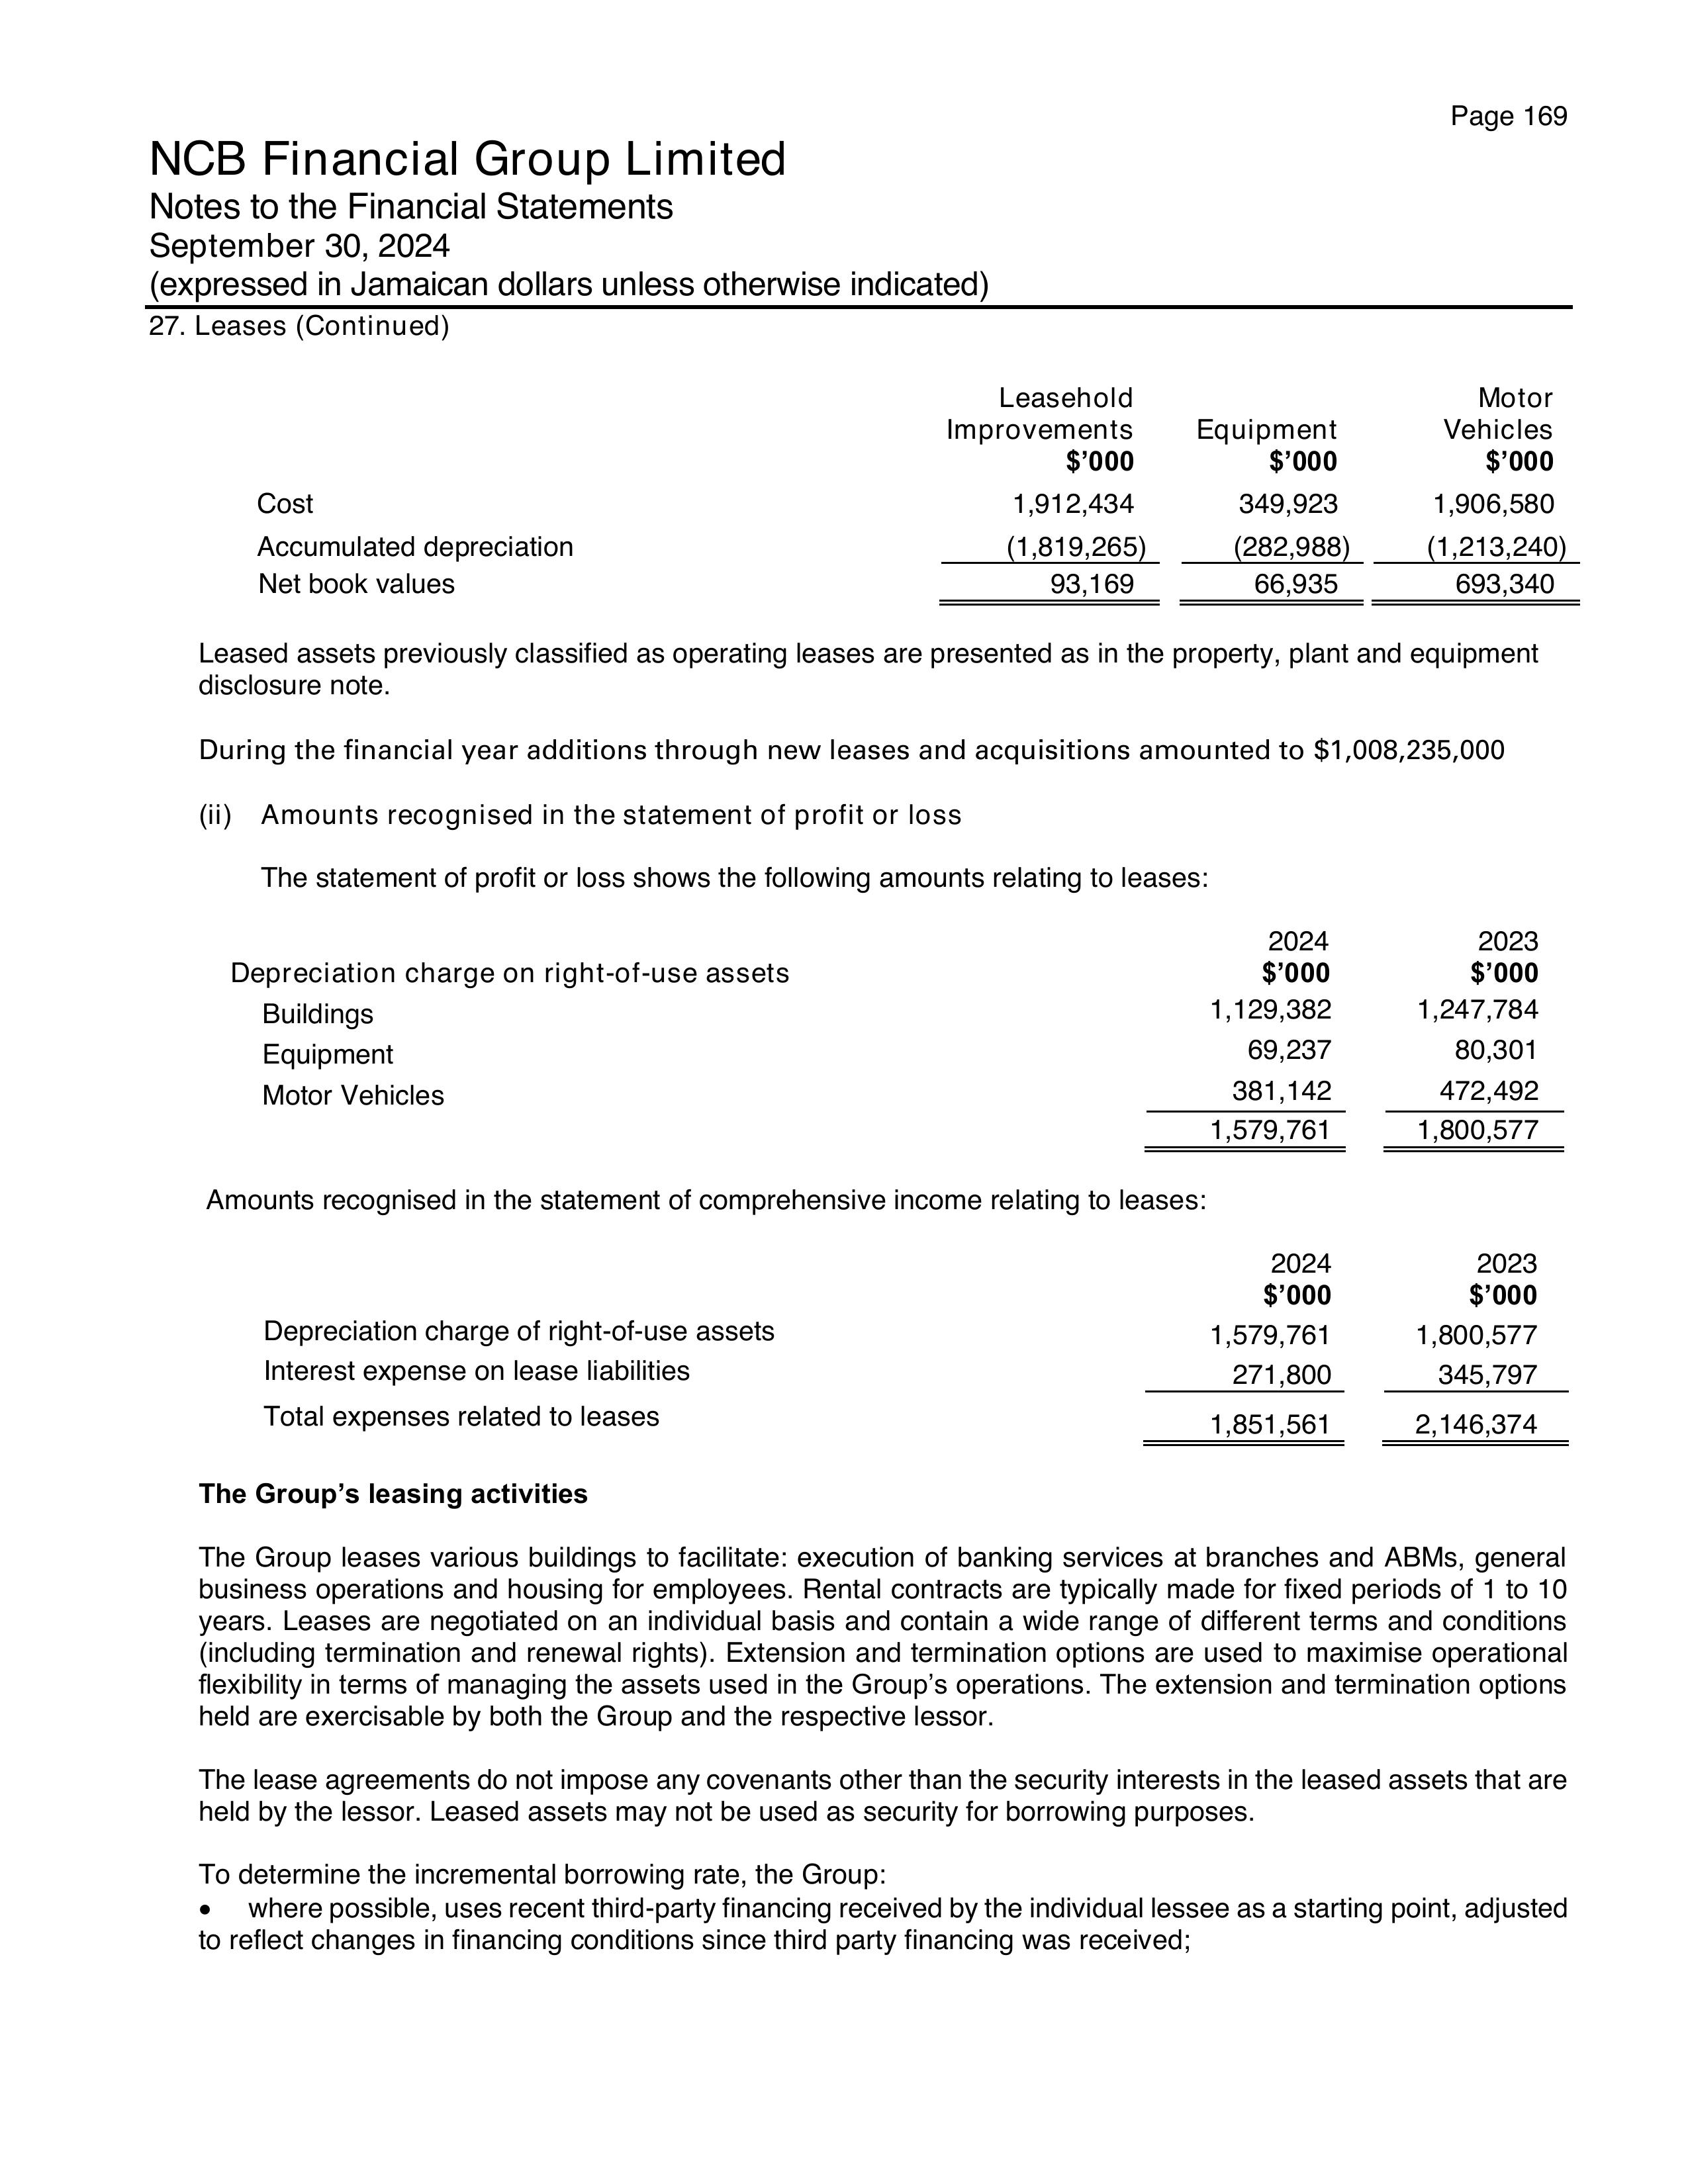 Page 169
NCB Financial Group Limited
Notes to the Financial Statements
September 30, 2024
(expressed in Jamaican dollars unless otherwise indicated)
27. Leases (Continued)
Leasehold Motor
Improvements Equipment Vehicles
$’000 $’000 $’000
Cost 1,912,434 349,923 1,906,580
Accumulated depreciation (1,819,265) (282,988) (1,213,240)
Net book values 93,169 66,935 693,340
Leased assets previously classified as operating leases are presented as in the property, plant and equipment
disclosure note.
During the financial year additions through new leases and acquisitions amounted to $1,008,235,000
(ii) Amounts recognised in the statement of profit or loss
The statement of profit or loss shows the following amounts relating to leases:
2024 2023
Depreciation charge on right-of-use assets $’000 $’000
Buildings 1,129,382 1,247,784
Equipment 69,237 80,301
Motor Vehicles 381,142 472,492
1,579,761 1,800,577
Amounts recognised in the statement of comprehensive income relating to leases:
2024 2023
$’000 $’000
Depreciation charge of right-of-use assets 1,579,761 1,800,577
Interest expense on lease liabilities 271,800 345,797
Total expenses related to leases 1,851,561 2,146,374
The Group’s leasing activities
The Group leases various buildings to facilitate: execution of banking services at branches and ABMs, general
business operations and housing for employees. Rental contracts are typically made for fixed periods of 1 to 10
years. Leases are negotiated on an individual basis and contain a wide range of different terms and conditions
(including termination and renewal rights). Extension and termination options are used to maximise operational
flexibility in terms of managing the assets used in the Group’s operations. The extension and termination options
held are exercisable by both the Group and the respective lessor.
The lease agreements do not impose any covenants other than the security interests in the leased assets that are
held by the lessor. Leased assets may not be used as security for borrowing purposes.
To determine the incremental borrowing rate, the Group:
• where possible, uses recent third-party financing received by the individual lessee as a starting point, adjusted
to reflect changes in financing conditions since third party financing was received;